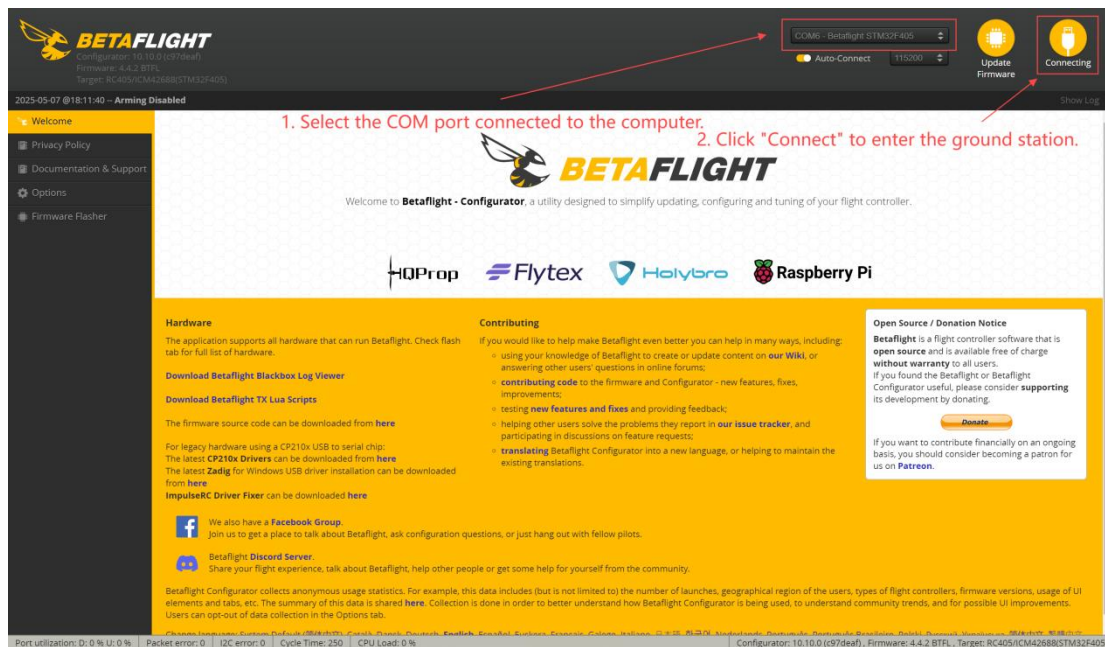 BETAFLIGHT
Configurator: 10.10.0 (c97deaf)
Firmware: 4.4.2 BTFL
Target: RC405/ICM42688(STM32F405)
COM6 - Betaflight STM32F405
Auto-Connect
115200
Update Firmware
Connecting
2025-05-07 @18:11:40 -- Arming Disabled
Show Log
1. Select the COM port connected to the computer.
2. Click "Connect" to enter the ground station.
Welcome
Privacy Policy
Documentation & Support
Options
Firmware Flasher
BETAFLIGHT
Welcome to Betaflight - Configurator, a utility designed to simplify updating, configuring and tuning of your flight controller.
HQProp
Flytex
Holybro
Raspberry Pi
Hardware
The application supports all hardware that can run Betaflight. Check flash
tab for full list of hardware.
Download Betaflight Blackbox Log Viewer
Download Betaflight TX Lua Scripts
The firmware source code can be downloaded from here
For legacy hardware using a CP210x USB to serial chip:
The latest CP210x Drivers can be downloaded from here
The latest Zadig for Windows USB driver installation can be downloaded
from here
ImpulseRC Driver Fixer can be downloaded here
Contributing
If you would like to help make Betaflight even better you can help in many ways, including:
using your knowledge of Betaflight to create or update content on our Wiki, or
answering other users' questions in online forums;
contributing code to the firmware and Configurator - new features, fixes,
improvements;
testing new features and fixes and providing feedback;
helping other users solve the problems they report in our issue tracker, and
participating in discussions on feature requests;
translating Betaflight Configurator into a new language, or helping to maintain the
existing translations.
Open Source / Donation Notice
Betaflight is a flight controller software that is
open source and is available free of charge
without warranty to all users.
If you found the Betaflight or Betaflight
Configurator useful, please consider supporting
its development by donating.
Donate
If you want to contribute financially on an ongoing
basis, you should consider becoming a patron for
us on Patreon.
We also have a Facebook Group.
Join us to get a place to talk about Betaflight, ask configuration questions, or just hang out with fellow pilots.
Betaflight Discord Server.
Share your flight experience, talk about Betaflight, help other people or get some help for yourself from the community.
Betaflight Configurator collects anonymous usage statistics. For example, this data includes (but is not limited to) the number of launches, geographical region of the users, types of flight controllers, firmware versions, usage of UI
elements and tabs, etc. The summary of this data is shared here. Collection is done in order to better understand how Betaflight Configurator is being used, to understand community trends, and for possible UI improvements.
Users can opt-out of data collection in the Options tab.
Port utilization: D: 0 % U: 0 %
Packet error: 0
I2C error: 0
Cycle Time: 250
CPU Load: 0 %
Configurator: 10.10.0 (c97deaf), Firmware: 4.4.2 BTFL, Target: RC405/ICM42688(STM32F405